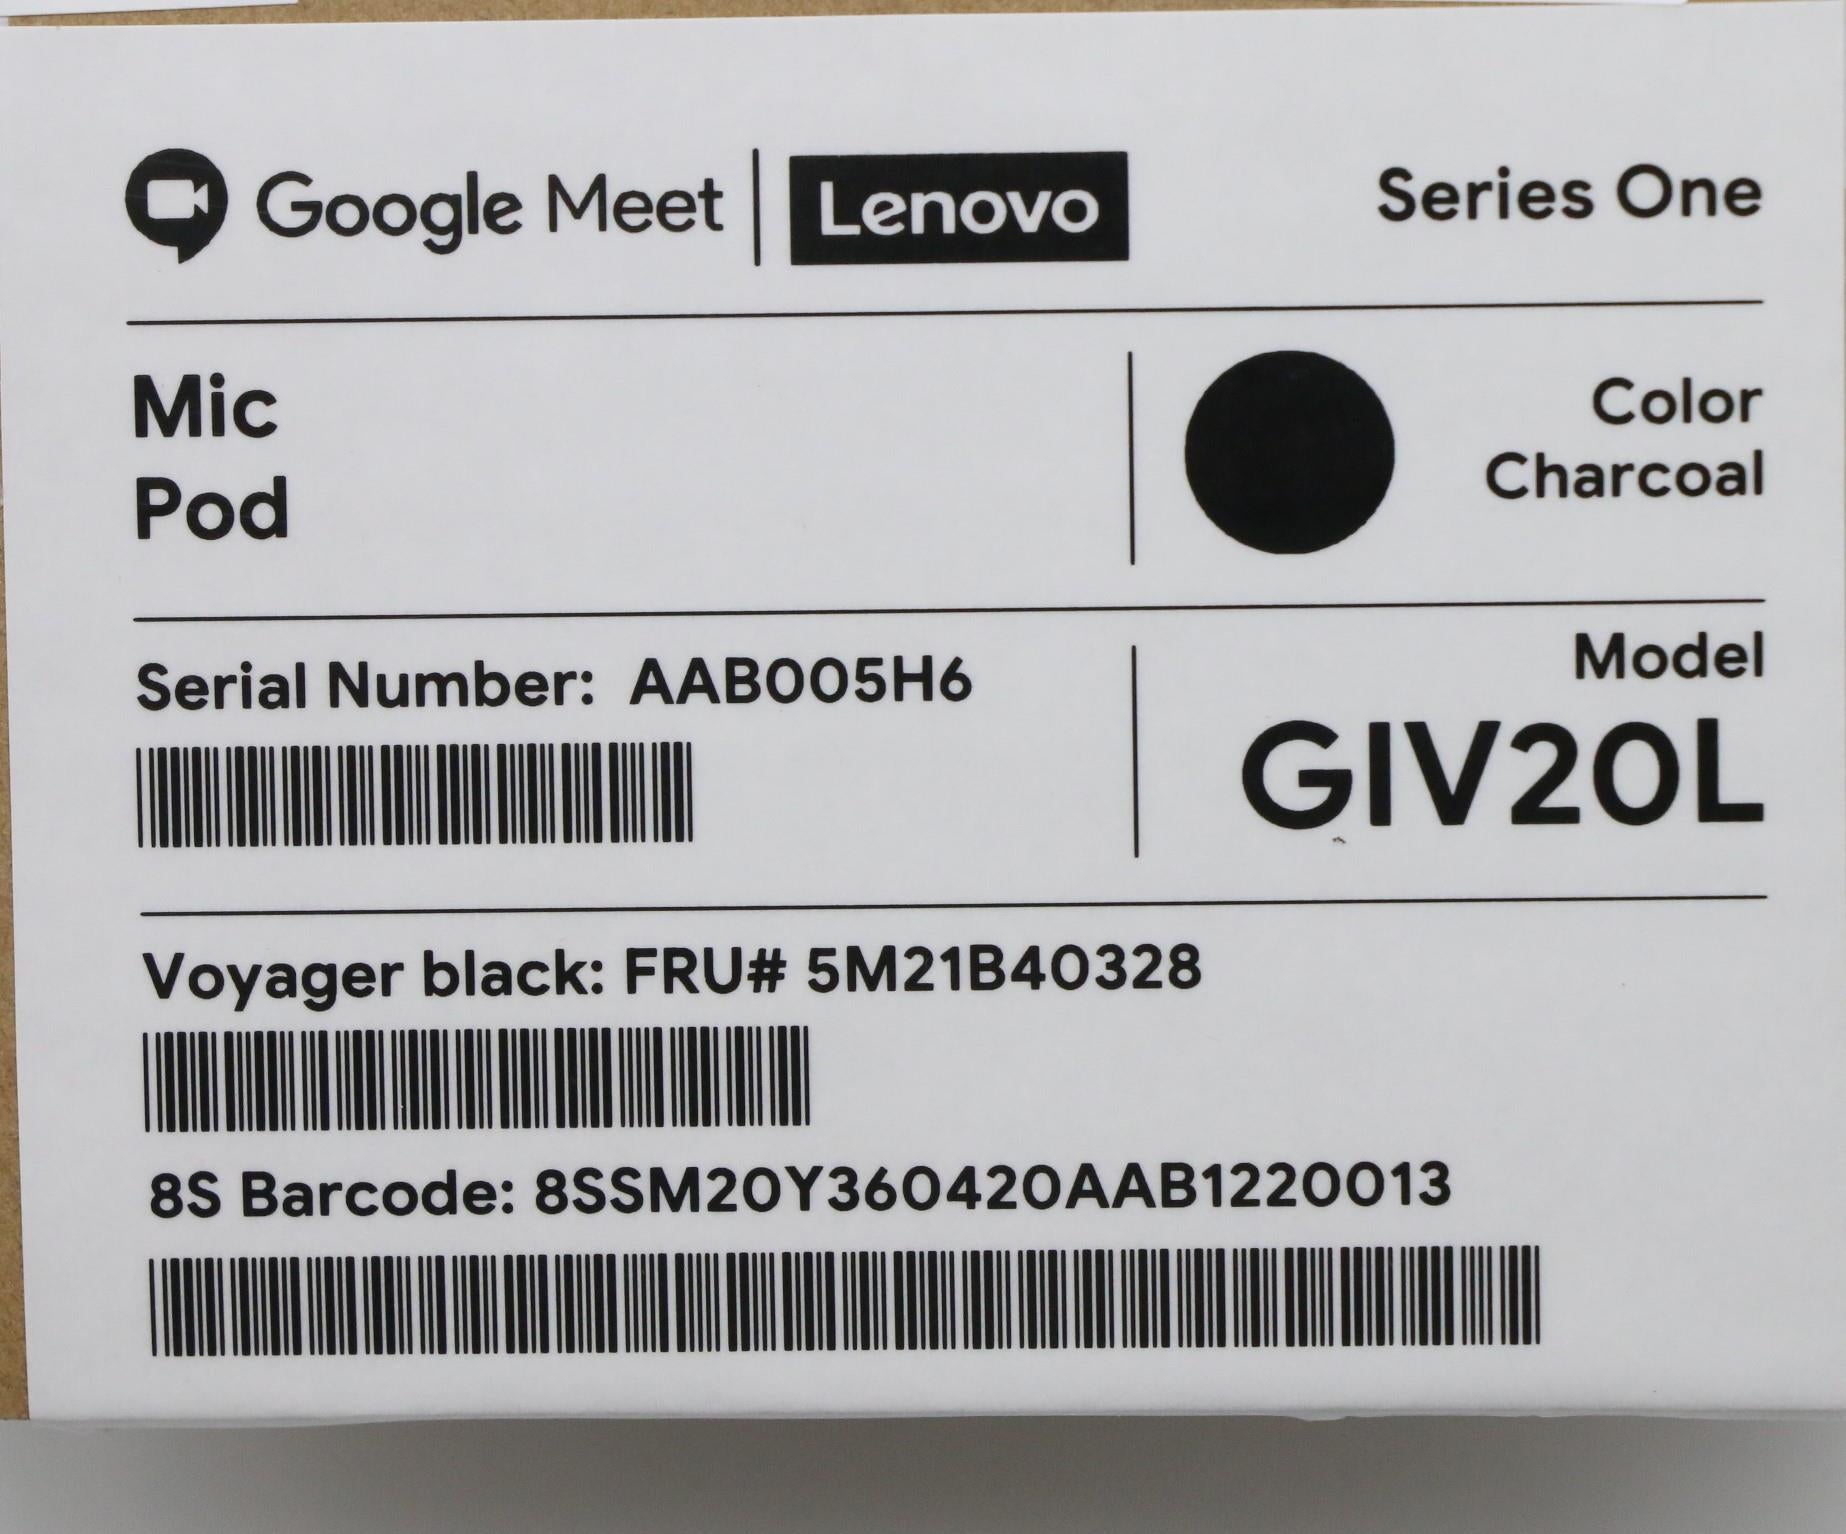 Google Meet | Lenovo Series One
Mic
Pod
Color
Charcoal
Serial Number: AAB005H6
Model
GIV20L
Voyager black: FRU# 5M21B40328
8S Barcode: 8SSM20Y360420AAB1220013